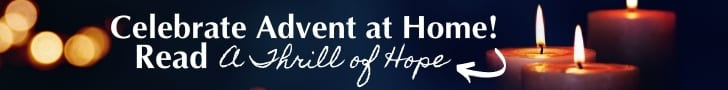 Celebrate Advent at Home!
Read A Thrill of Hope